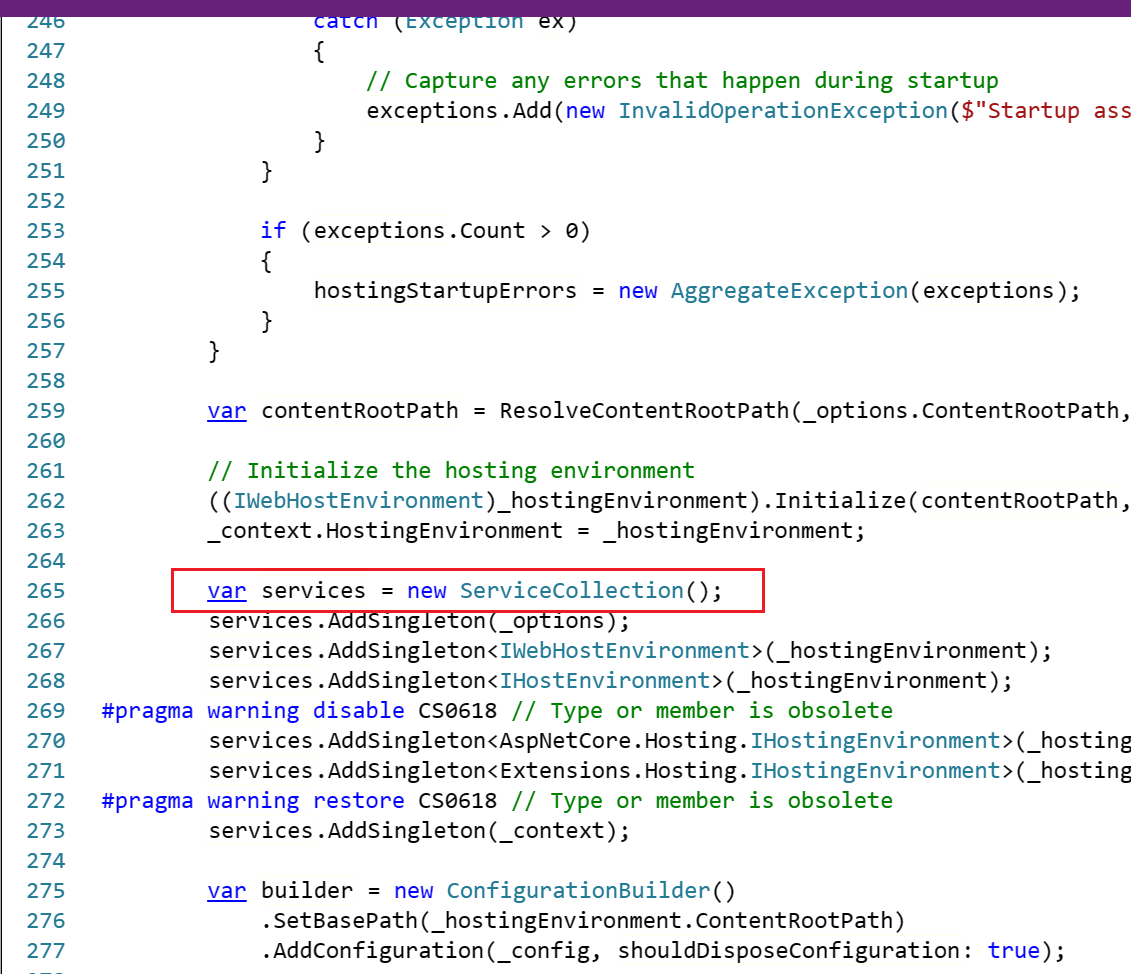 246                 catch (Exception ex)
247                 {
248                     // Capture any errors that happen during startup
249                     exceptions.Add(new InvalidOperationException($"Startup ass
250                 }
251             }
252
253             if (exceptions.Count > 0)
254             {
255                 hostingStartupErrors = new AggregateException(exceptions);
256             }
257         }
258
259         var contentRootPath = ResolveContentRootPath(_options.ContentRootPath,
260
261         // Initialize the hosting environment
262         ((IWebHostEnvironment)_hostingEnvironment).Initialize(contentRootPath,
263         _context.HostingEnvironment = _hostingEnvironment;
264
265         var services = new ServiceCollection();
266         services.AddSingleton(_options);
267         services.AddSingleton<IWebHostEnvironment>(_hostingEnvironment);
268         services.AddSingleton<IHostEnvironment>(_hostingEnvironment);
269 #pragma warning disable CS0618 // Type or member is obsolete
270         services.AddSingleton<AspNetCore.Hosting.IHostingEnvironment>(_hosting
271         services.AddSingleton<Extensions.Hosting.IHostingEnvironment>(_hosting
272 #pragma warning restore CS0618 // Type or member is obsolete
273         services.AddSingleton(_context);
274
275         var builder = new ConfigurationBuilder()
276             .SetBasePath(_hostingEnvironment.ContentRootPath)
277             .AddConfiguration(_config, shouldDisposeConfiguration: true);